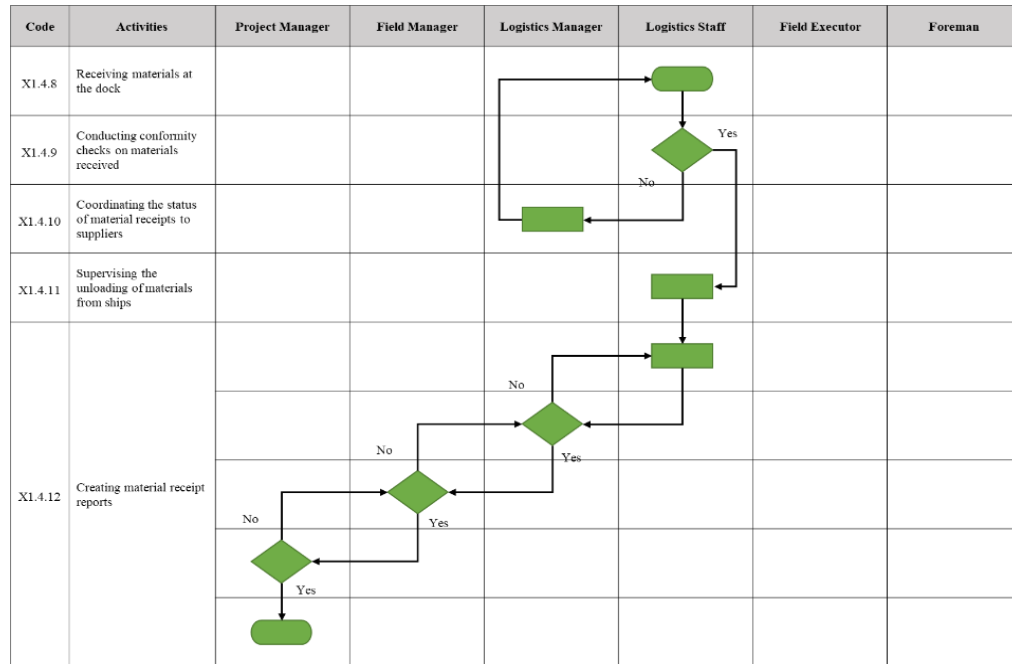 Code Activities Project Manager Field Manager Logistics Manager Logistics Staff Field Executor Foreman
X1.4.8
Receiving materials at
the dock
X1.4.9
Conducting conformity
checks on materials
received
Yes
No
X1.4.10
Coordinating the status
of material receipts to
suppliers
X1.4.11
Supervising the
unloading of materials
from ships
X1.4.12
Creating material receipt
reports
No
Yes
No
Yes
No
Yes